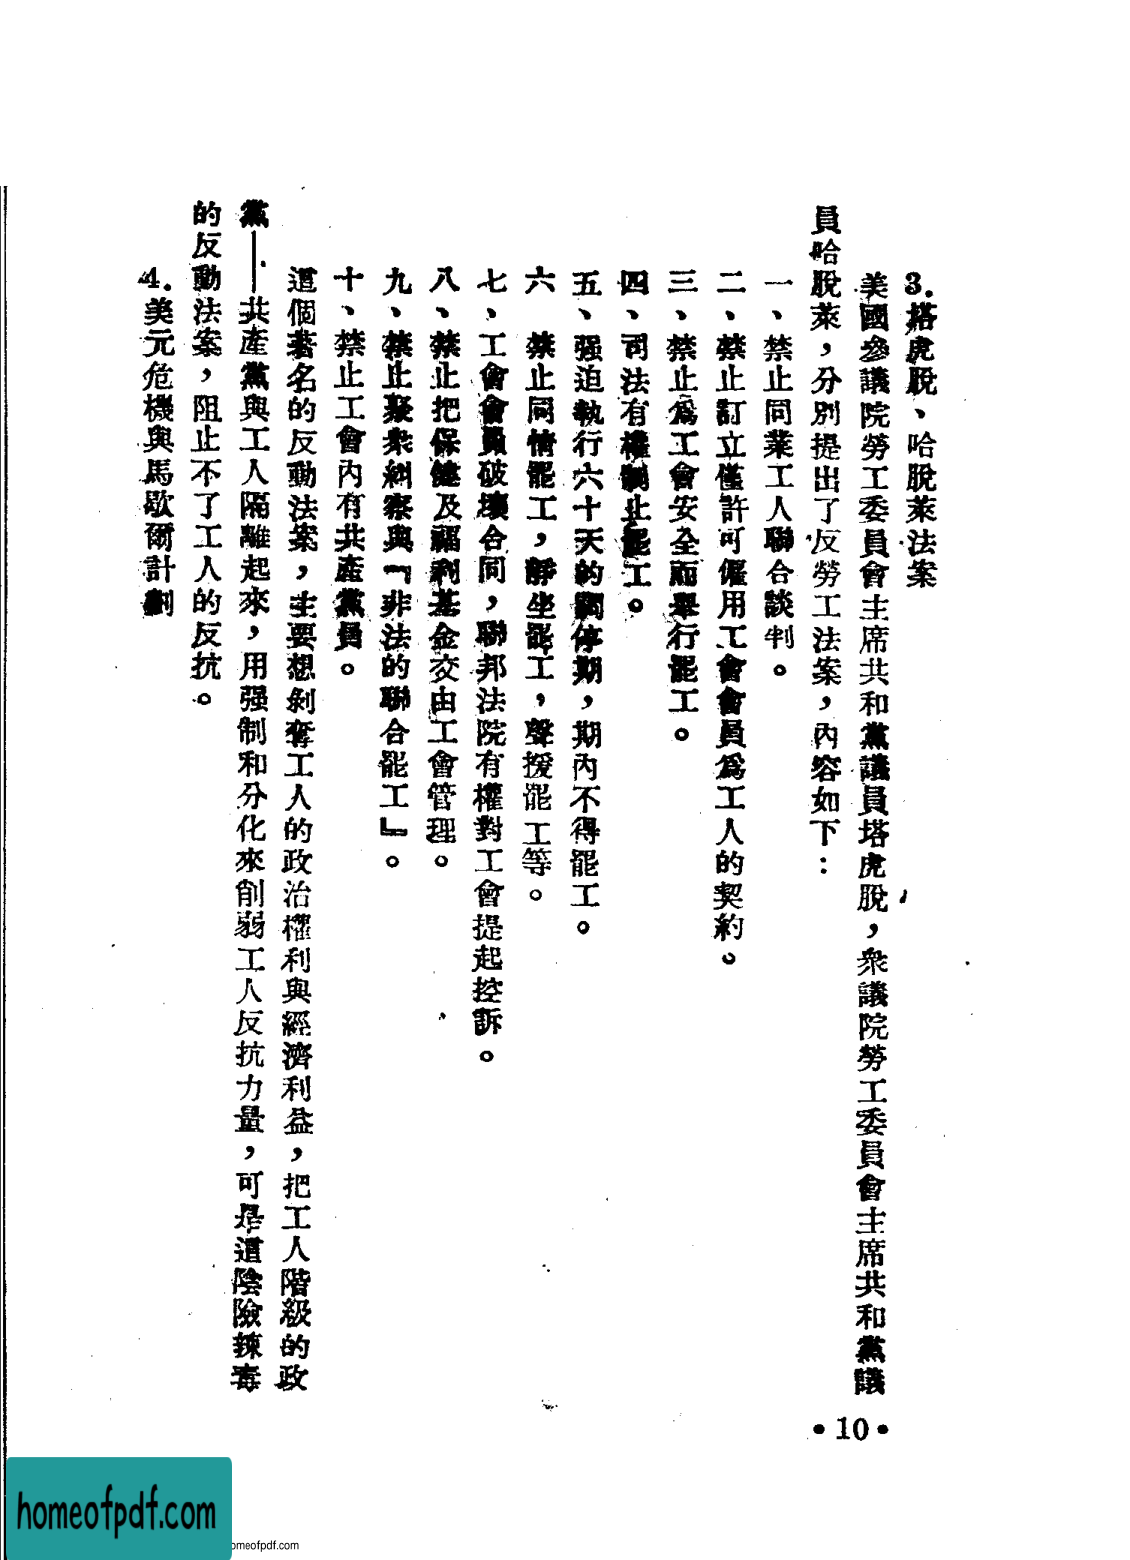 3.塔虎脫、哈脫萊法案
美國參議院勞工委員會主席共和黨議員塔虎脫，衆議院勞工委員會主席共和黨議
員哈脫萊，分別提出了反勞工法案，內容如下：
一、禁止同業工人聯合談判。
二、禁止訂立僅許可僱用工會會員爲工人的契約。
三、禁止爲工會安全而舉行罷工。
四、司法有權制止罷工。
五、强迫執行六十天的調停期，期內不得罷工。
六　禁止同情罷工，靜坐罷工，聲援罷工等。
七、工會會員破壞合同，聯邦法院有權對工會提起控訴。
八、禁止把保健及福利基金交由工會管理。
九、禁止聚衆糾察與『非法的聯合罷工』。
十、禁止工會內有共產黨員。
這個著名的反動法案，主要想剝奪工人的政治權利與經濟利益，把工人階級的政
黨——共產黨與工人隔離起來，用强制和分化來削弱工人反抗力量，可是這陰險辣毒
的反動法案，阻止不了工人的反抗。
4.美元危機與馬歇爾計劃
•10•
homeofpdf.com
omeofpdf.com